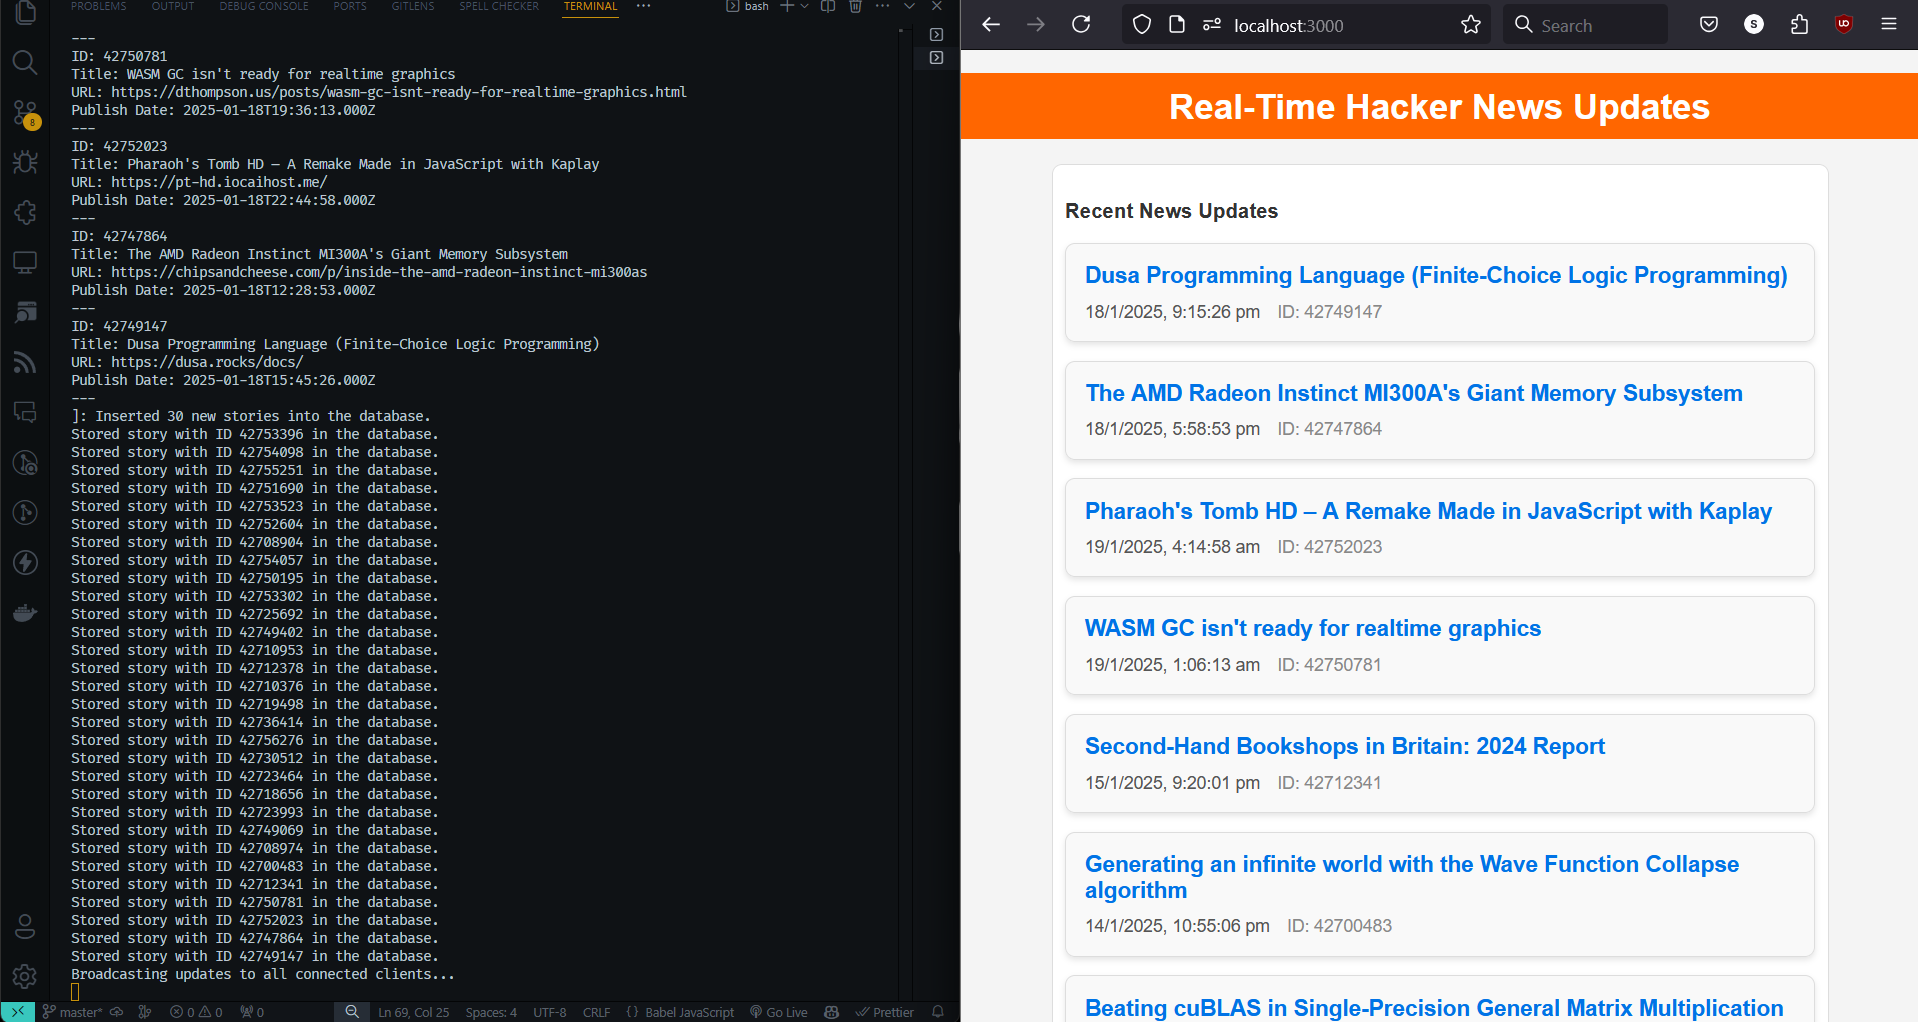 PROBLEMS OUTPUT DEBUG CONSOLE PORTS GITLENS SPELL CHECKER TERMINAL ··· bash
---
ID: 42750781
Title: WASM GC isn't ready for realtime graphics
URL: https://dthompson.us/posts/wasm-gc-isnt-ready-for-realtime-graphics.html
Publish Date: 2025-01-18T19:36:13.000Z
---
ID: 42752023
Title: Pharaoh's Tomb HD – A Remake Made in JavaScript with Kaplay
URL: https://pt-hd.iocaihost.me/
Publish Date: 2025-01-18T22:44:58.000Z
---
ID: 42747864
Title: The AMD Radeon Instinct MI300A's Giant Memory Subsystem
URL: https://chipsandcheese.com/p/inside-the-amd-radeon-instinct-mi300as
Publish Date: 2025-01-18T12:28:53.000Z
---
ID: 42749147
Title: Dusa Programming Language (Finite-Choice Logic Programming)
URL: https://dusa.rocks/docs/
Publish Date: 2025-01-18T15:45:26.000Z
---
]: Inserted 30 new stories into the database.
Stored story with ID 42753396 in the database.
Stored story with ID 42754098 in the database.
Stored story with ID 42755251 in the database.
Stored story with ID 42751690 in the database.
Stored story with ID 42753523 in the database.
Stored story with ID 42752604 in the database.
Stored story with ID 42708904 in the database.
Stored story with ID 42754057 in the database.
Stored story with ID 42750195 in the database.
Stored story with ID 42753302 in the database.
Stored story with ID 42725692 in the database.
Stored story with ID 42749402 in the database.
Stored story with ID 42710953 in the database.
Stored story with ID 42712378 in the database.
Stored story with ID 42710376 in the database.
Stored story with ID 42719498 in the database.
Stored story with ID 42736414 in the database.
Stored story with ID 42756276 in the database.
Stored story with ID 42730512 in the database.
Stored story with ID 42723464 in the database.
Stored story with ID 42718656 in the database.
Stored story with ID 42723993 in the database.
Stored story with ID 42749069 in the database.
Stored story with ID 42708974 in the database.
Stored story with ID 42700483 in the database.
Stored story with ID 42712341 in the database.
Stored story with ID 42750781 in the database.
Stored story with ID 42752023 in the database.
Stored story with ID 42747864 in the database.
Stored story with ID 42749147 in the database.
Broadcasting updates to all connected clients...
8
master* 0 0 0 Ln 69, Col 25 Spaces: 4 UTF-8 CRLF {} Babel JavaScript Go Live Prettier
localhost:3000 Search S
Real-Time Hacker News Updates
Recent News Updates
Dusa Programming Language (Finite-Choice Logic Programming)
18/1/2025, 9:15:26 pm ID: 42749147
The AMD Radeon Instinct MI300A's Giant Memory Subsystem
18/1/2025, 5:58:53 pm ID: 42747864
Pharaoh's Tomb HD – A Remake Made in JavaScript with Kaplay
19/1/2025, 4:14:58 am ID: 42752023
WASM GC isn't ready for realtime graphics
19/1/2025, 1:06:13 am ID: 42750781
Second-Hand Bookshops in Britain: 2024 Report
15/1/2025, 9:20:01 pm ID: 42712341
Generating an infinite world with the Wave Function Collapse
algorithm
14/1/2025, 10:55:06 pm ID: 42700483
Beating cuBLAS in Single-Precision General Matrix Multiplication